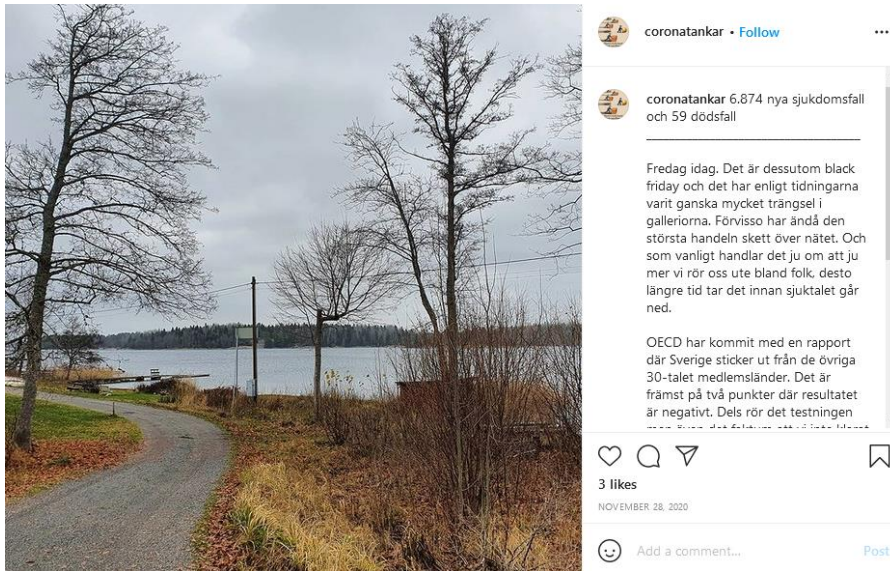 coronatankar • Follow
coronatankar 6.874 nya sjukdomsfall
och 59 dödsfall
Fredag idag. Det är dessutom black
friday och det har enligt tidningarna
varit ganska mycket trängsel i
galleriorna. Förvisso har ändå den
största handeln skett över nätet. Och
som vanligt handlar det ju om att ju
mer vi rör oss ute bland folk, desto
längre tid tar det innan sjuktalet går
ned.
OECD har kommit med en rapport
där Sverige sticker ut från de övriga
30-talet medlemsländer. Det är
främst på två punkter där resultatet
är negativt. Dels rör det testningen
3 likes
NOVEMBER 28, 2020
Add a comment...
Post